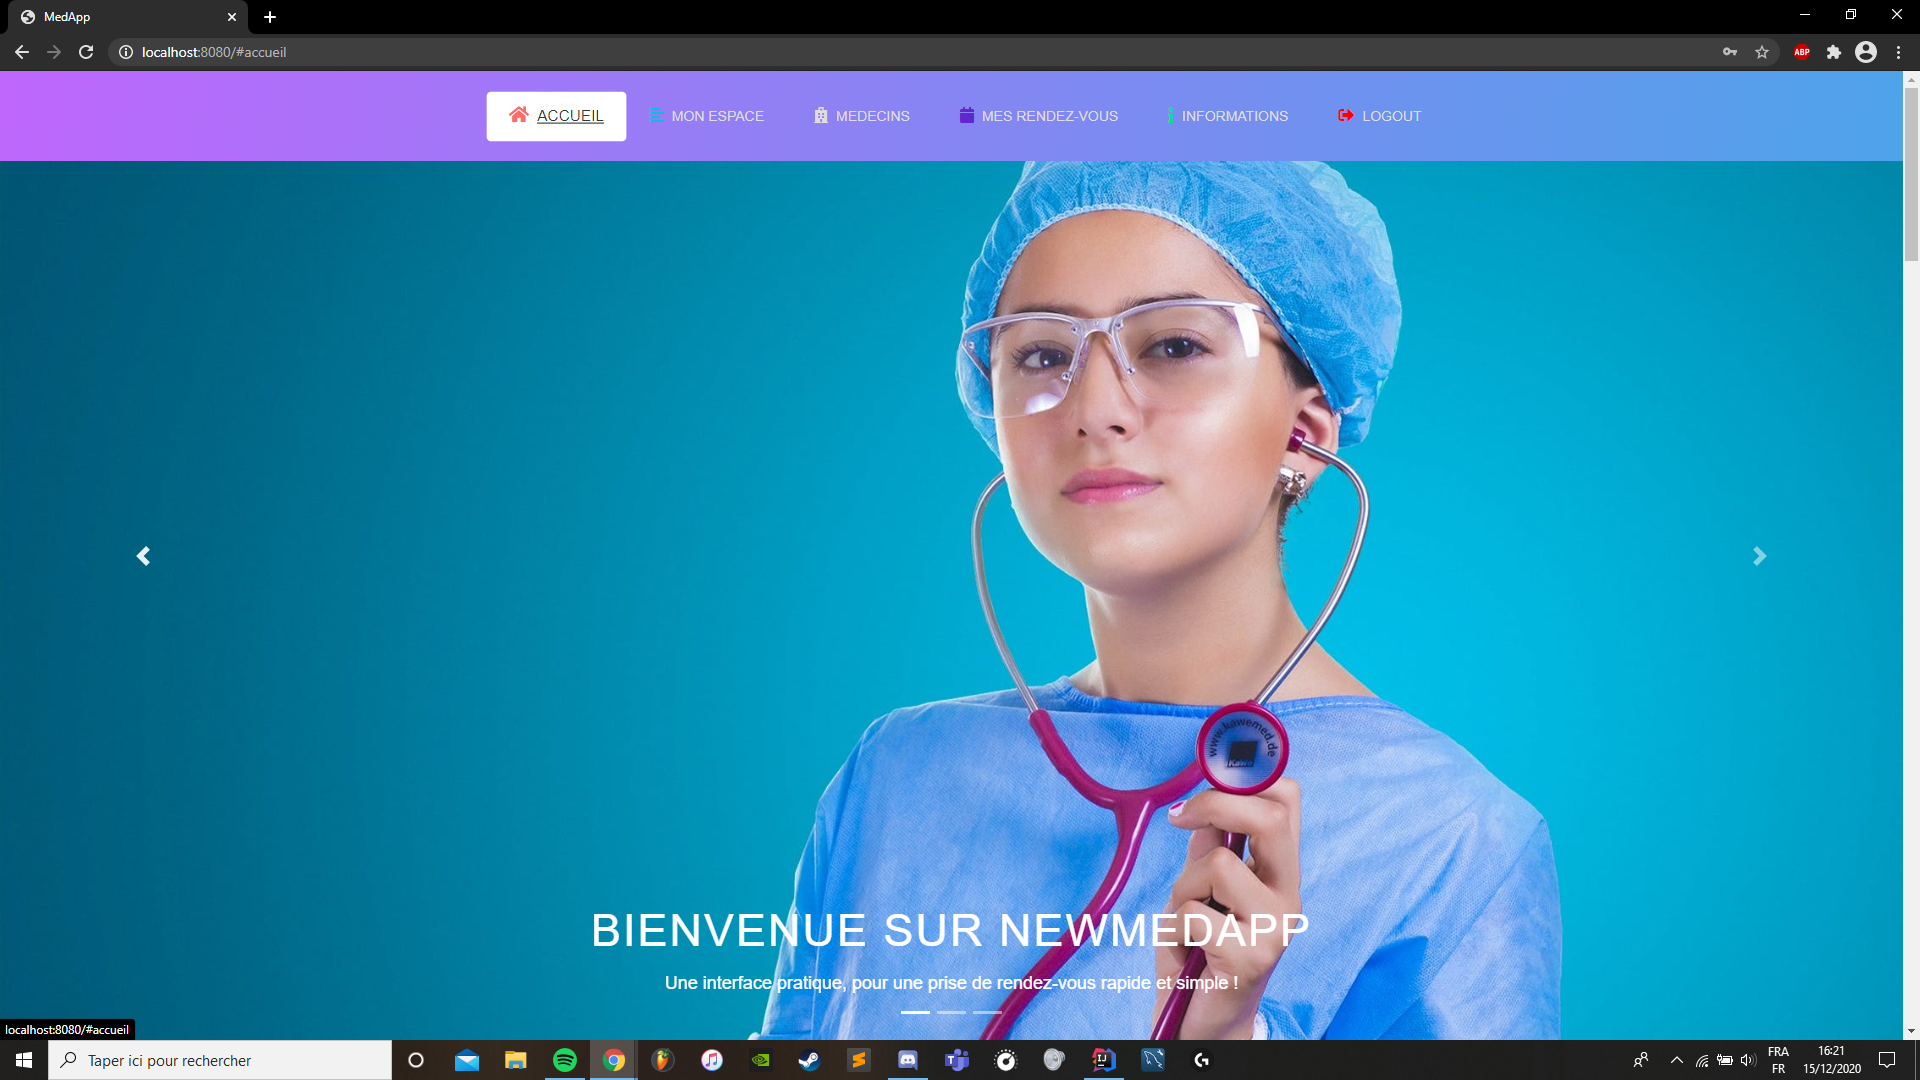 MedApp
localhost:8080/#accueil
ABP
ACCUEIL
MON ESPACE
MEDECINS
MES RENDEZ-VOUS
INFORMATIONS
LOGOUT
www.kawemed.de
KaWe
BIENVENUE SUR NEWMEDAPP
Une interface pratique, pour une prise de rendez-vous rapide et simple !
localhost:8080/#accueil
Taper ici pour rechercher
FRA
FR
16:21
15/12/2020